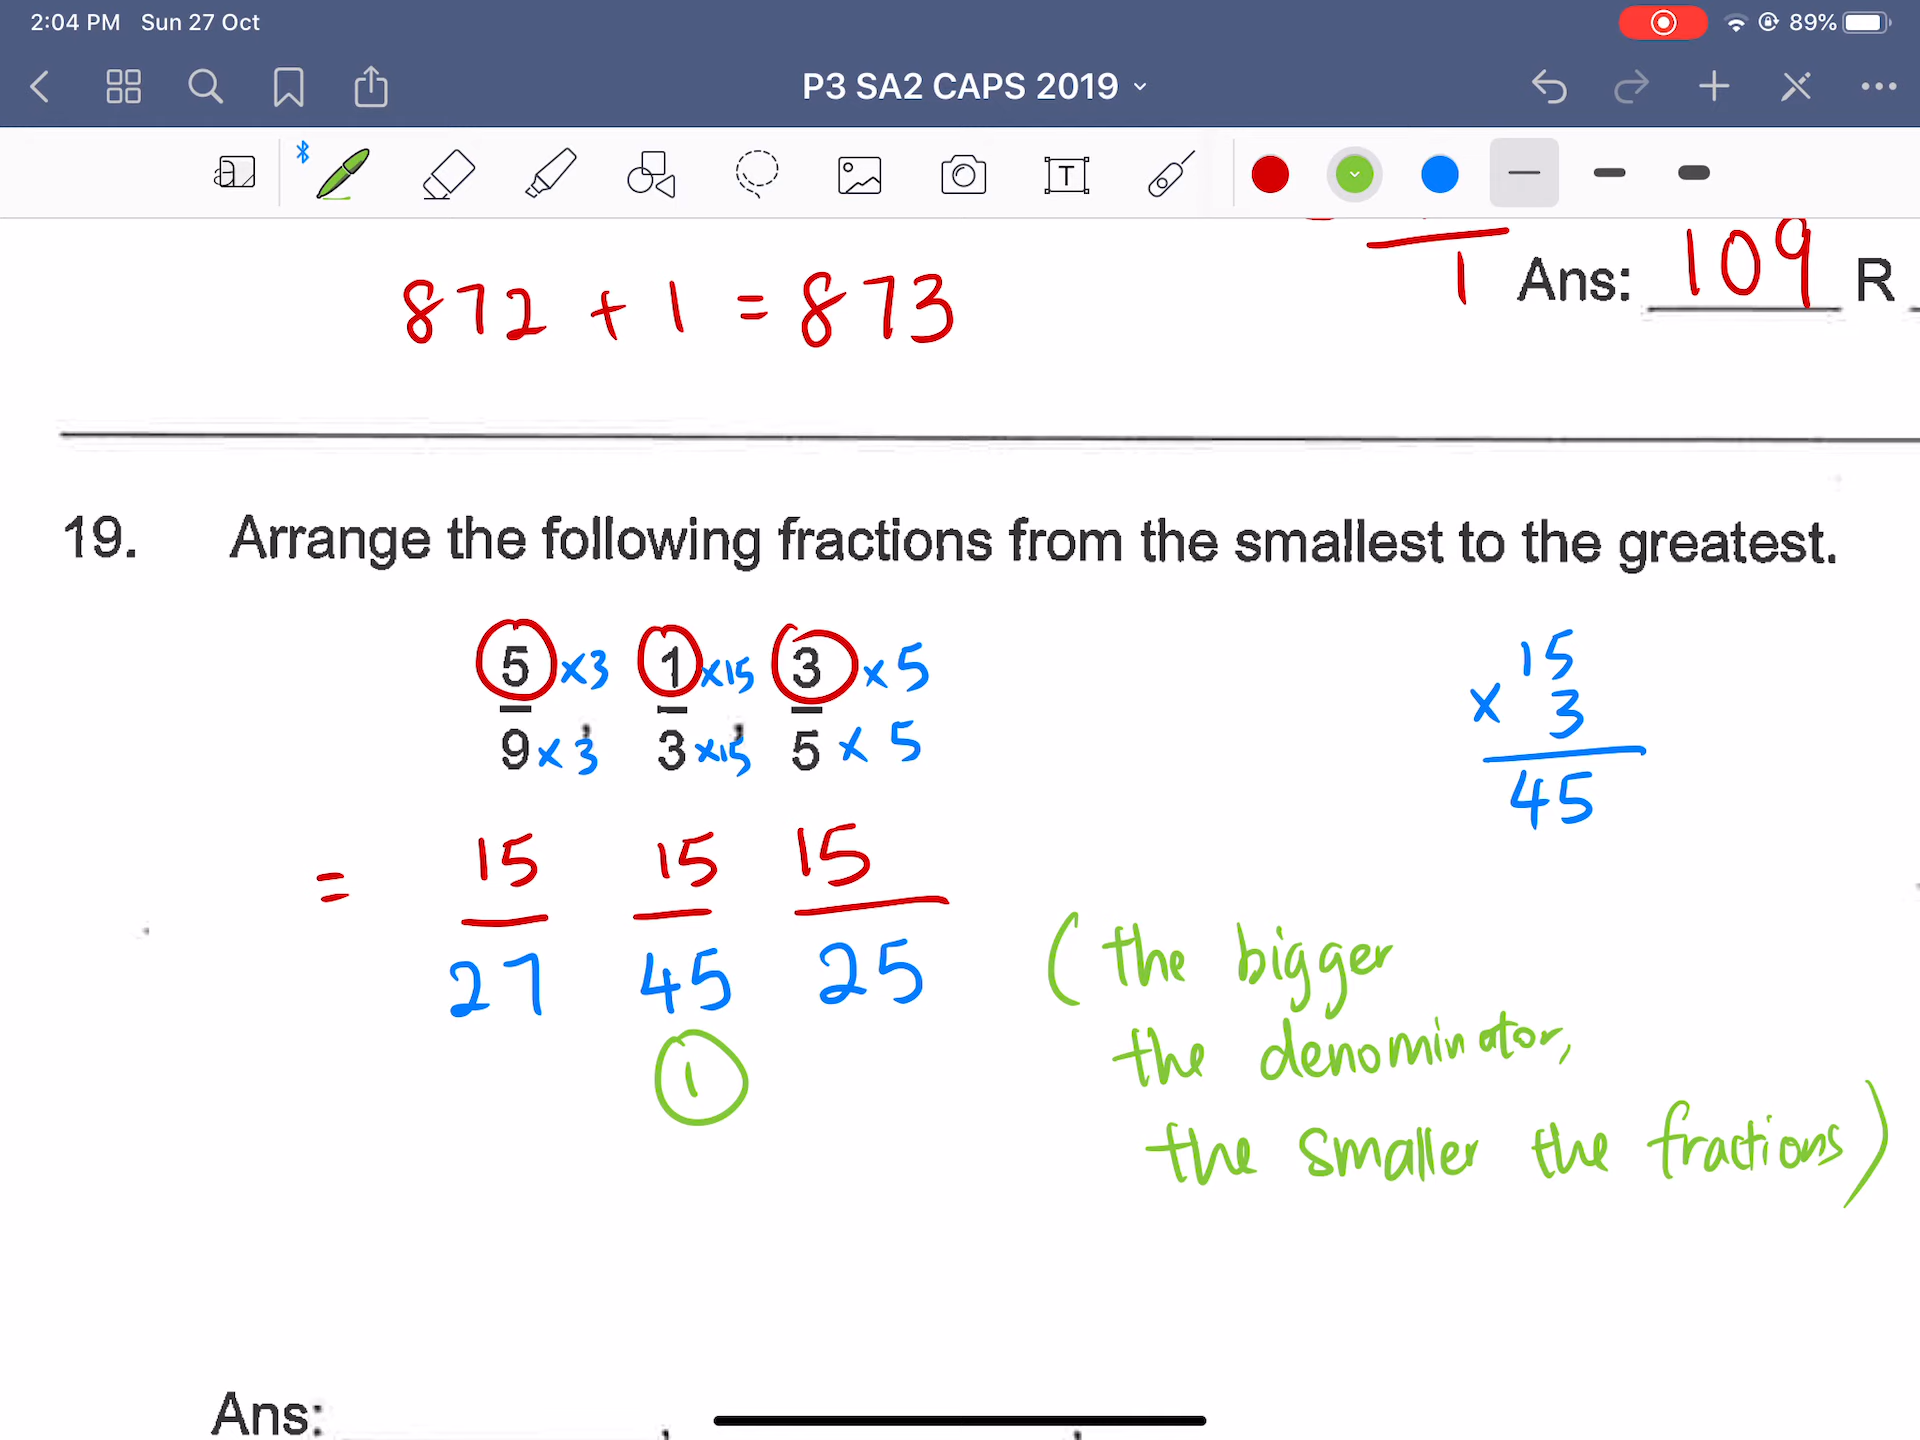 2:04 PM Sun 27 Oct 89%
P3 SA2 CAPS 2019
T
1 Ans: 109 R
872 + 1 = 873
19. Arrange the following fractions from the smallest to the greatest.
5 ×3 1 ×15 3 ×5
9 ×3 , 3 ×15 , 5 ×5
15
× 3
45
= 15 15 15
27 45 25
1
(the bigger
the denominator,
the smaller the fractions)
Ans: , ,